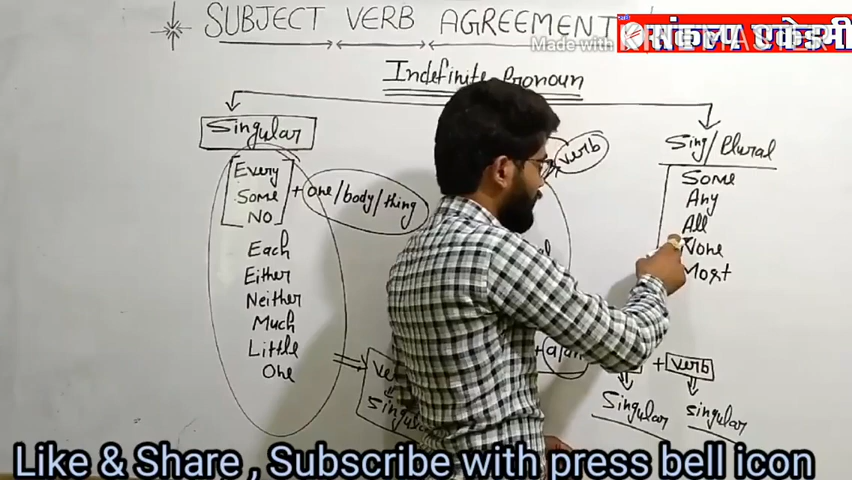 SUBJECT VERB AGREEMENT
Made with KINEMASTER
एकेडमी
Indefinite Pronoun
Singular
Every
Some
NO
+ one/body/thing
Each
Either
Neither
Much
Little
One
verb
Sing/Plural
Some
Any
All
None
Most
+ a/an
+ verb
Singular
singular
Like & Share , Subscribe with press bell icon